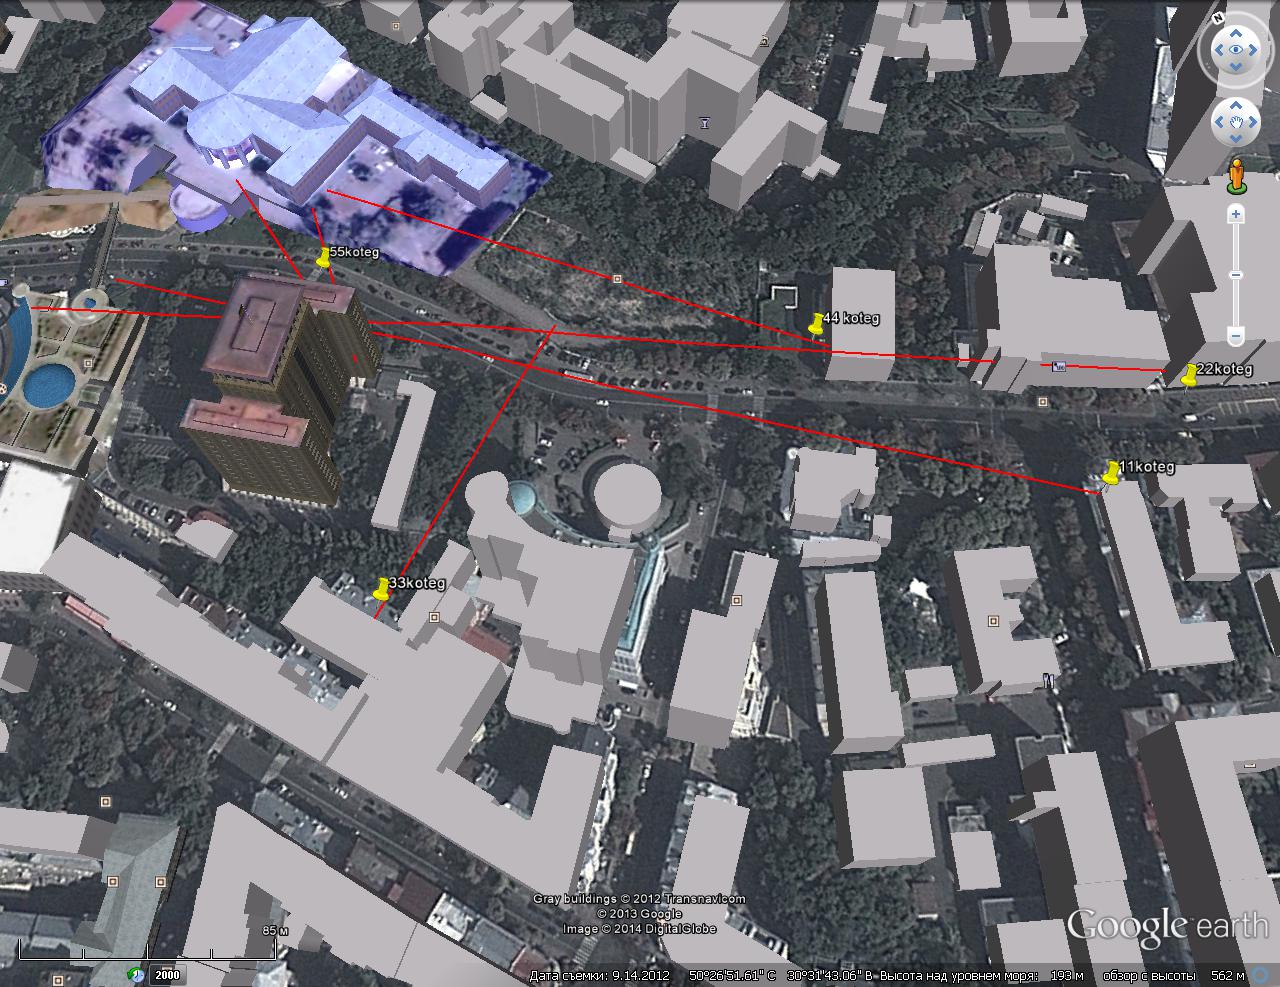 N
55koteg
44 koteg
22koteg
11koteg
33koteg
Gray buildings © 2012 Transnavicom
© 2013 Google
Image © 2014 DigitalGlobe
Google earth
85 м
2000
Дата съемки: 9.14.2012 50°26'51.61" С 30°31'43.06" В Высота над уровнем моря: 193 м обзор с высоты 562 м